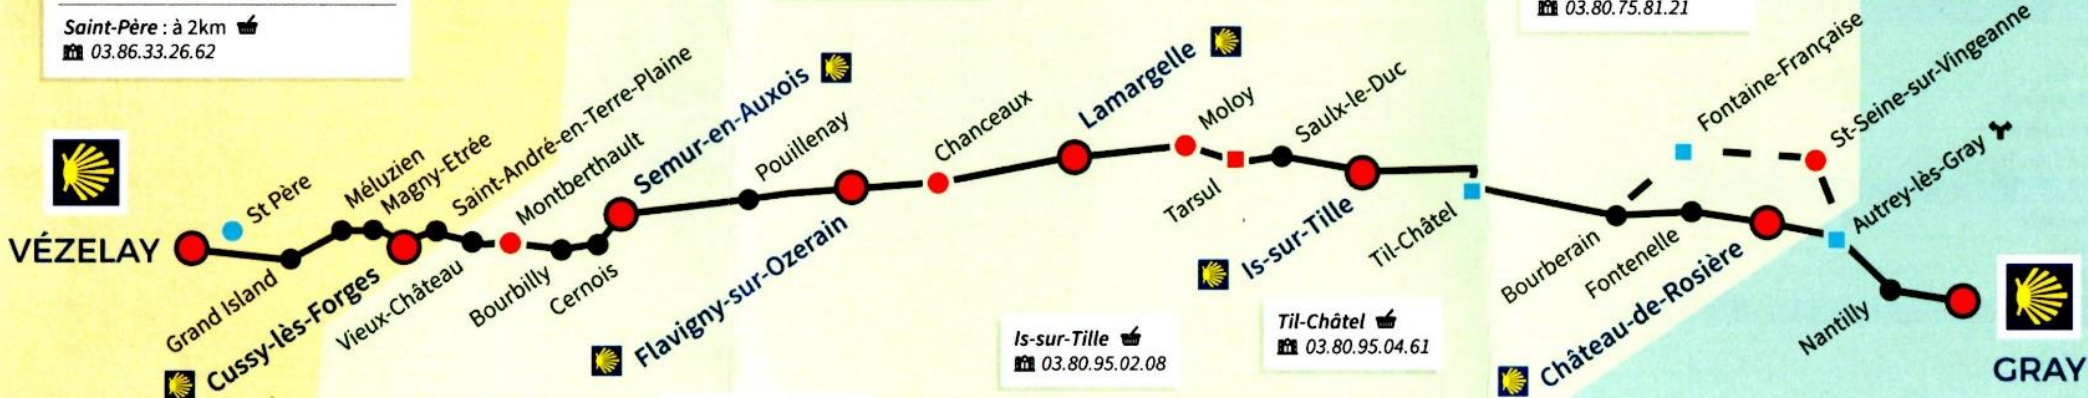 Saint-Père : à 2km
03.86.33.26.62
03.80.75.81.21
VÉZELAY
St Père
Grand Island
Méluzien
Magny-Etrée
Cussy-lès-Forges
Saint-André-en-Terre-Plaine
Vieux-Château
Montberthault
Bourbilly
Cernois
Semur-en-Auxois
Pouillenay
Flavigny-sur-Ozerain
Chanceaux
Lamargelle
Moloy
Tarsul
Saulx-le-Duc
Is-sur-Tille
Til-Châtel
Bourberain
Fontaine-Française
Fontenelle
St-Seine-sur-Vingeanne
Château-de-Rosière
Autrey-lès-Gray
Nantilly
GRAY
Is-sur-Tille
03.80.95.02.08
Til-Châtel
03.80.95.04.61